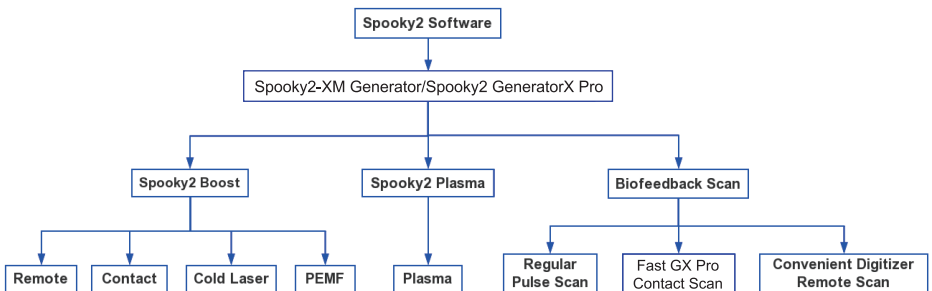 Spooky2 Software
Spooky2-XM Generator/Spooky2 GeneratorX Pro
Spooky2 Boost
Spooky2 Plasma
Biofeedback Scan
Remote
Contact
Cold Laser
PEMF
Plasma
Regular
Pulse Scan
Fast GX Pro
Contact Scan
Convenient Digitizer
Remote Scan